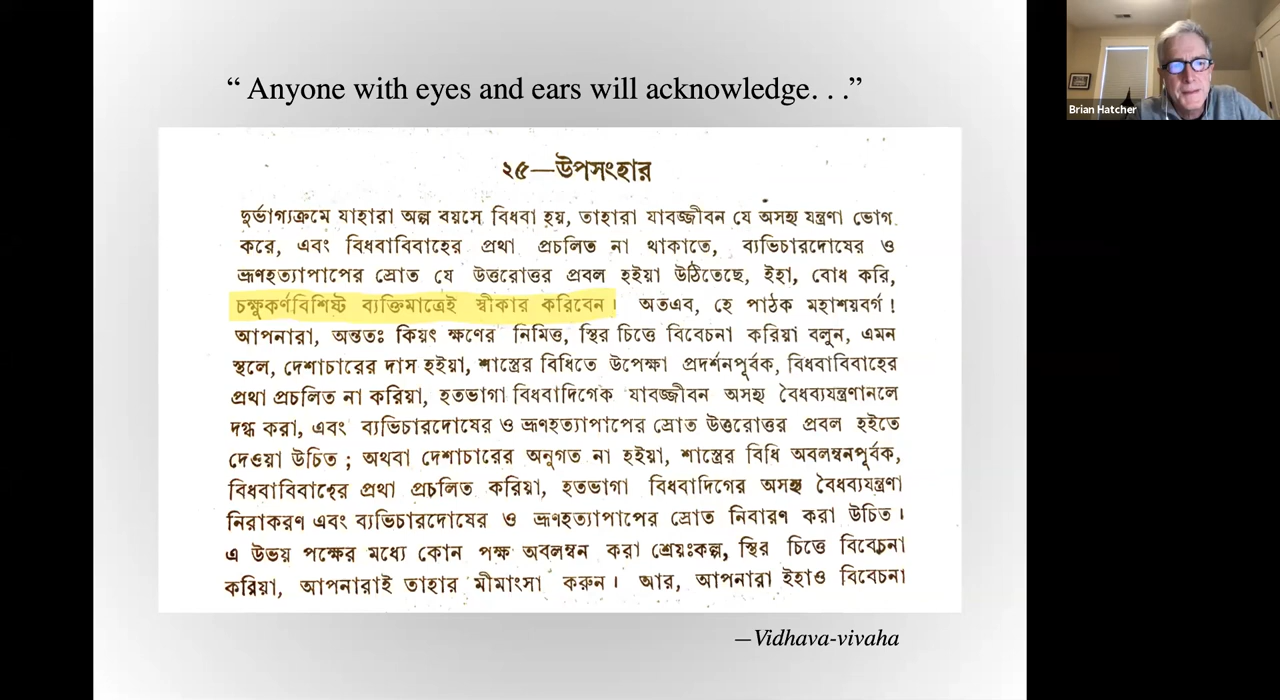 “ Anyone with eyes and ears will acknowledge. . .”
২৫—উপসংহার
দুর্ভাগ্যক্রমে যাহারা অল্প বয়সে বিধবা হয়, তাহারা যাবজ্জীবন যে অসহ্য যন্ত্রণা ভোগ
করে, এবং বিধবাবিবাহের প্রথা প্রচলিত না থাকাতে, ব্যভিচারদোষের ও
ভ্রূণহত্যাপাপের স্রোত যে উত্তরোত্তর প্রবল হইয়া উঠিতেছে, ইহা, বোধ করি,
চক্ষুকর্ণবিশিষ্ট ব্যক্তিমাত্রেই স্বীকার করিবেন। অতএব, হে পাঠক মহাশয়বর্গ!
আপনারা, অন্ততঃ কিয়ৎ ক্ষণের নিমিত্ত, স্থির চিত্তে বিবেচনা করিয়া বলুন, এমন
স্থলে, দেশাচারের দাস হইয়া, শাস্ত্রের বিধিতে উপেক্ষা প্রদর্শনপূর্বক, বিধবাবিবাহের
প্রথা প্রচলিত না করিয়া, হতভাগা বিধবাদিগেক যাবজ্জীবন অসহ্য বৈধব্যযন্ত্রণানলে
দগ্ধ করা, এবং ব্যভিচারদোষের ও ভ্রূণহত্যাপাপের স্রোত উত্তরোত্তর প্রবল হইতে
দেওয়া উচিত ; অথবা দেশাচারের অনুগত না হইয়া, শাস্ত্রের বিধি অবলম্বনপূর্বক,
বিধবাবিবাহের প্রথা প্রচলিত করিয়া, হতভাগা বিধবাদিগের অসহ্য বৈধব্যযন্ত্রণা
নিরাকরণ এবং ব্যভিচারদোষের ও ভ্রূণহত্যাপাপের স্রোত নিবারণ করা উচিত।
এ উভয় পক্ষের মধ্যে কোন পক্ষ অবলম্বন করা শ্রেয়ঃকল্প, স্থির চিত্তে বিবেচনা
করিয়া, আপনারাই তাহার মীমাংসা করুন। আর, আপনারা ইহাও বিবেচনা
—Vidhava-vivaha
Brian Hatcher